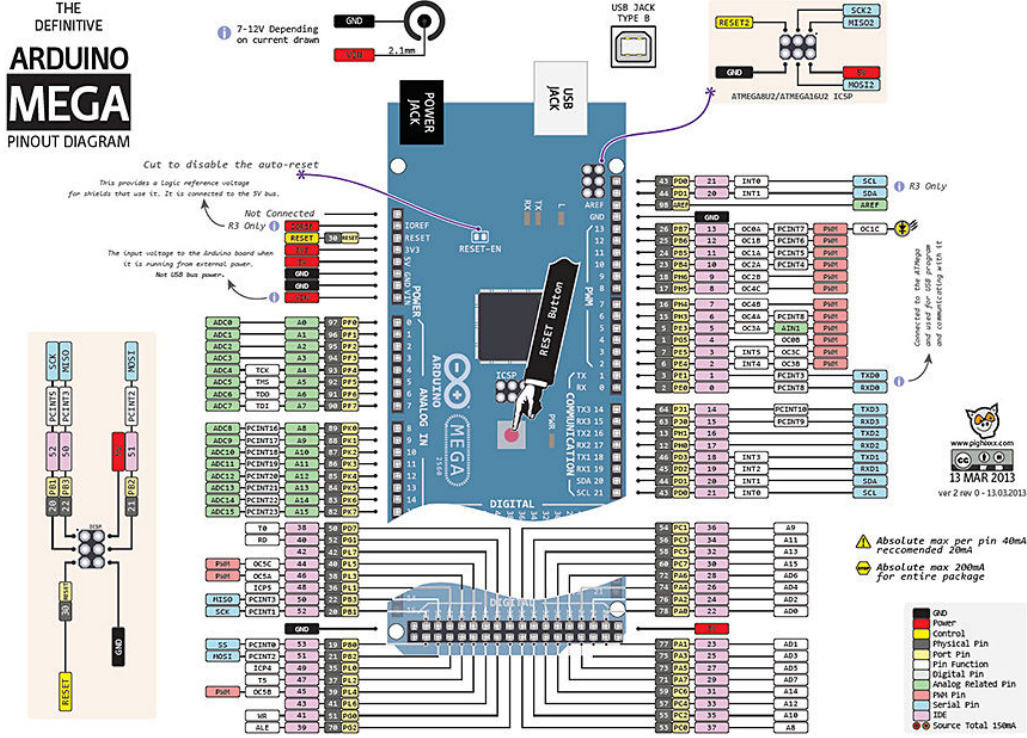 THE
DEFINITIVE
ARDUINO
MEGA
PINOUT DIAGRAM
7-12V Depending
on current drawn
GND
VIN
2.1mm
USB JACK
TYPE B
POWER
JACK
USB
JACK
RESET2
SCK2
MISO2
GND
5V
MOSI2
ATMEGA8U2/ATMEGA16U2 ICSP
Cut to disable the auto-reset
This provides a logic reference voltage
for shields that use it. It is connected to the 5V bus.
Not Connected
R3 Only
IOREF
RESET 30 RESET
3V3
5V
GND
GND
VIN
The input voltage to the Arduino board when
it is running from external power.
Not USB bus power.
IOREF
RESET
3V3
5V
GND
VIN
POWER
RESET-EN
TX
RX
L
AREF
GND
13
12
11
10
9
8
7
6
5
4
3
2
1
0
PWM
TX
RX
RESET Button
ICSP
ARDUINO
MEGA
2560
ANALOG IN
PWR
COMMUNICATION
TX3 14
RX3 15
TX2 16
RX2 17
TX1 18
RX1 19
SDA 20
SCL 21
DIGITAL
43 PD0 21 INT0 SCL
44 PD1 20 INT1 SDA
98 AREF AREF
R3 Only
GND
26 PB7 13 OC0A PCINT7 PWM OC1C
25 PB6 12 OC1B PCINT6 PWM
24 PB5 11 OC1A PCINT5 PWM
23 PB4 10 OC2A PCINT4 PWM
18 PH6 9 OC2B PWM
17 PH5 8 OC4C PWM
16 PH4 7 OC4B PWM
15 PH3 6 OC4A PCINT8 PWM
5 PE3 5 OC3A AIN1 PWM
1 PG5 4 OC0B PWM
7 PE5 3 INT5 OC3C PWM
6 PE4 2 INT4 OC3B PWM
3 PE1 1 PCINT3 TXD0
2 PE0 0 PCINT8 RXD0
Connected to the ATMega
and used for USB program
and communicating with it
64 PJ1 14 PCINT10 TXD3
63 PJ0 15 PCINT9 RXD3
13 PH1 16 TXD2
12 PH0 17 RXD2
46 PD3 18 INT3 TXD1
45 PD2 19 INT2 RXD1
44 PD1 20 INT1 SDA
43 PD0 21 INT0 SCL
ADC0 A0 97 PF0
ADC1 A1 96 PF1
ADC2 A2 95 PF2
ADC3 A3 94 PF3
ADC4 TCK A4 93 PF4
ADC5 TMS A5 92 PF5
ADC6 TDO A6 91 PF6
ADC7 TDI A7 90 PF7
ADC8 PCINT16 A8 89 PK0
ADC9 PCINT17 A9 88 PK1
ADC10 PCINT18 A10 87 PK2
ADC11 PCINT19 A11 86 PK3
ADC12 PCINT20 A12 85 PK4
ADC13 PCINT21 A13 84 PK5
ADC14 PCINT22 A14 83 PK6
ADC15 PCINT23 A15 82 PK7
T0 38 50 PD7
RD 40 52 PG1
42 42 PL7
PWM OC5C 44 40 PL5
PWM OC5A 46 38 PL3
ICP5 48 36 PL1
MISO PCINT3 50 22 PB3
SCK PCINT1 52 20 PB1
GND
SS PCINT0 53 19 PB0
MOSI PCINT2 51 21 PB2
ICP4 49 35 PL0
T5 47 37 PL2
PWM OC5B 45 39 PL4
43 41 PL6
WR 41 51 PG0
ALE 39 70 PG2
DIGITAL
54 PC1 36 A9
56 PC3 34 A11
58 PC5 32 A13
60 PC7 30 A15
72 PA6 28 AD6
74 PA4 26 AD4
76 PA2 24 AD2
78 PA0 22 AD0
5V
77 PA1 23 AD1
75 PA3 25 AD3
73 PA5 27 AD5
71 PA7 29 AD7
59 PC6 31 A14
57 PC4 33 A12
55 PC2 35 A10
53 PC0 37 A8
SCK
MISO
MOSI
PCINT5
PCINT3
PCINT2
52
50
51
PB1
PB3
PB2
20
22
21
ICSP
RESET
30
GND
RESET
www.pighixxx.com
13 MAR 2013
ver 2 rev 0 - 13.03.2013
Absolute max per pin 40mA
reccomended 20mA
Absolute max 200mA
for entire package
GND
Power
Control
Physical Pin
Port Pin
Pin Function
Digital Pin
Analog Related Pin
PWM Pin
Serial Pin
IDE
Source Total 150mA